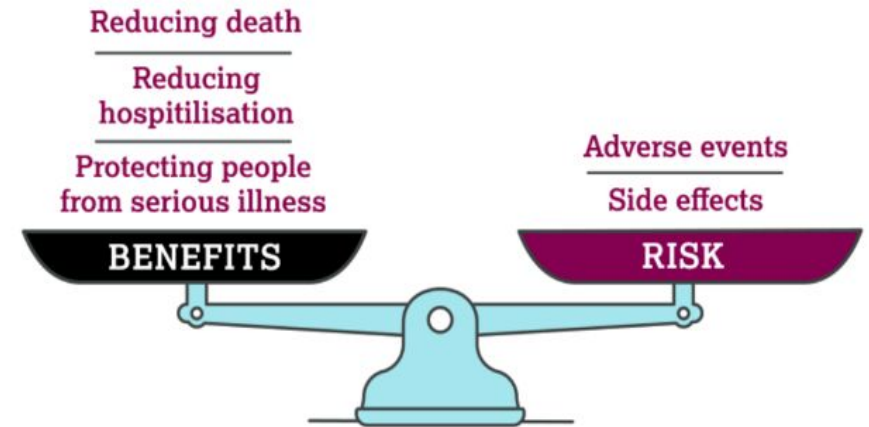 Reducing death
Reducing
hospitilisation
Protecting people
from serious illness
BENEFITS
Adverse events
Side effects
RISK